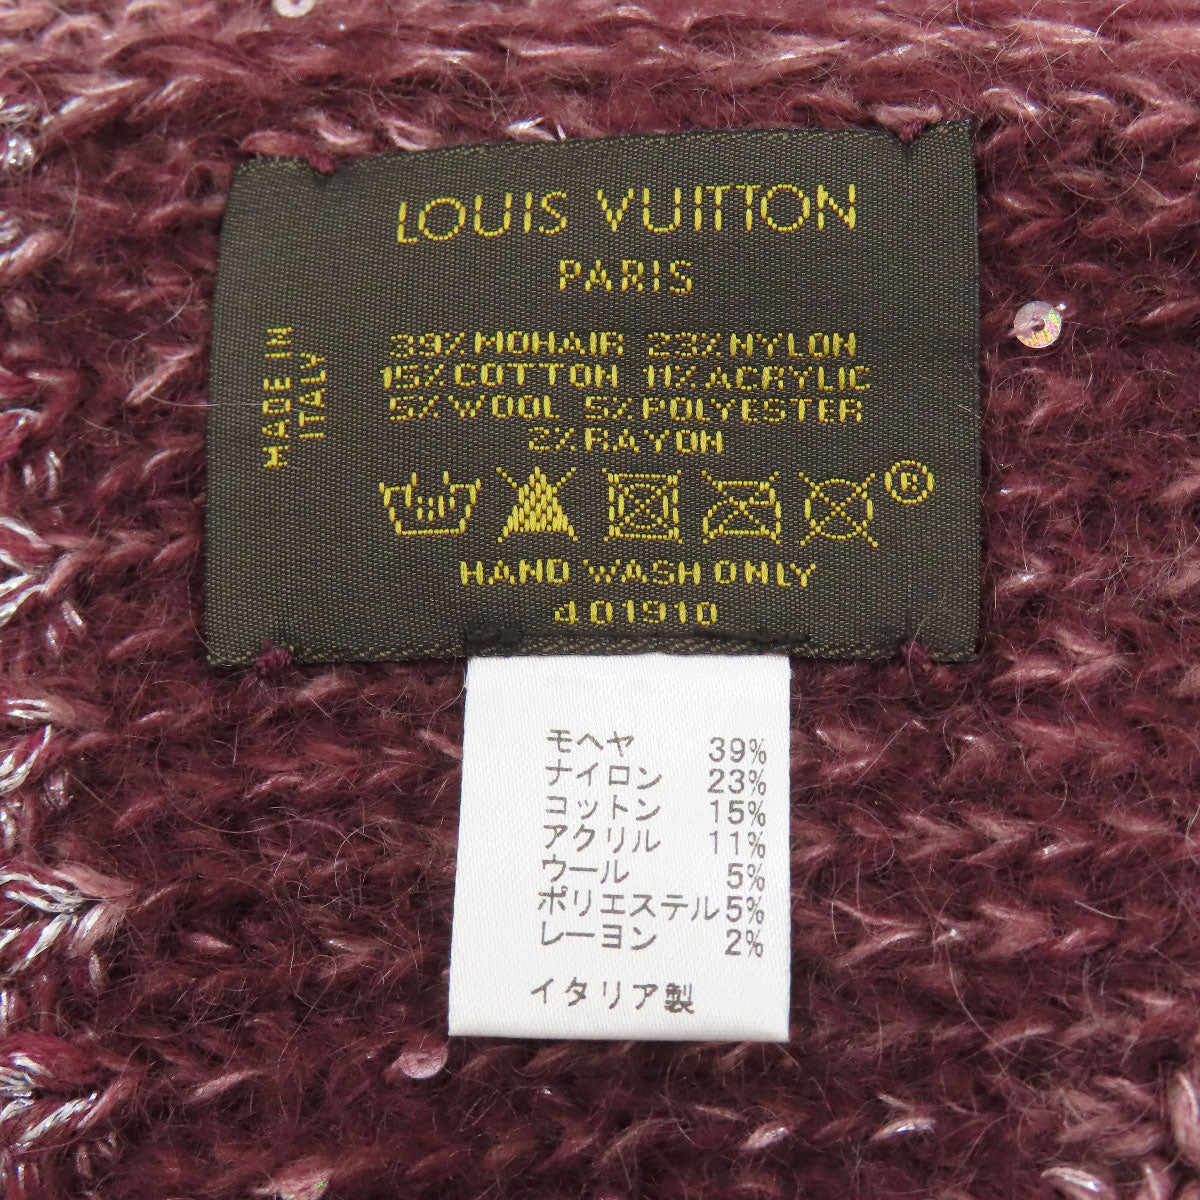 LOUIS VUITTON
PARIS
MADE IN
ITALY
39% MOHAIR 23% NYLON
15% COTTON 11% ACRYLIC
5% WOOL 5% POLYESTER
2% RAYON
®
HAND WASH ONLY
401910
モヘヤ 39%
ナイロン 23%
コットン 15%
アクリル 11%
ウール 5%
ポリエステル 5%
レーヨン 2%
イタリア製